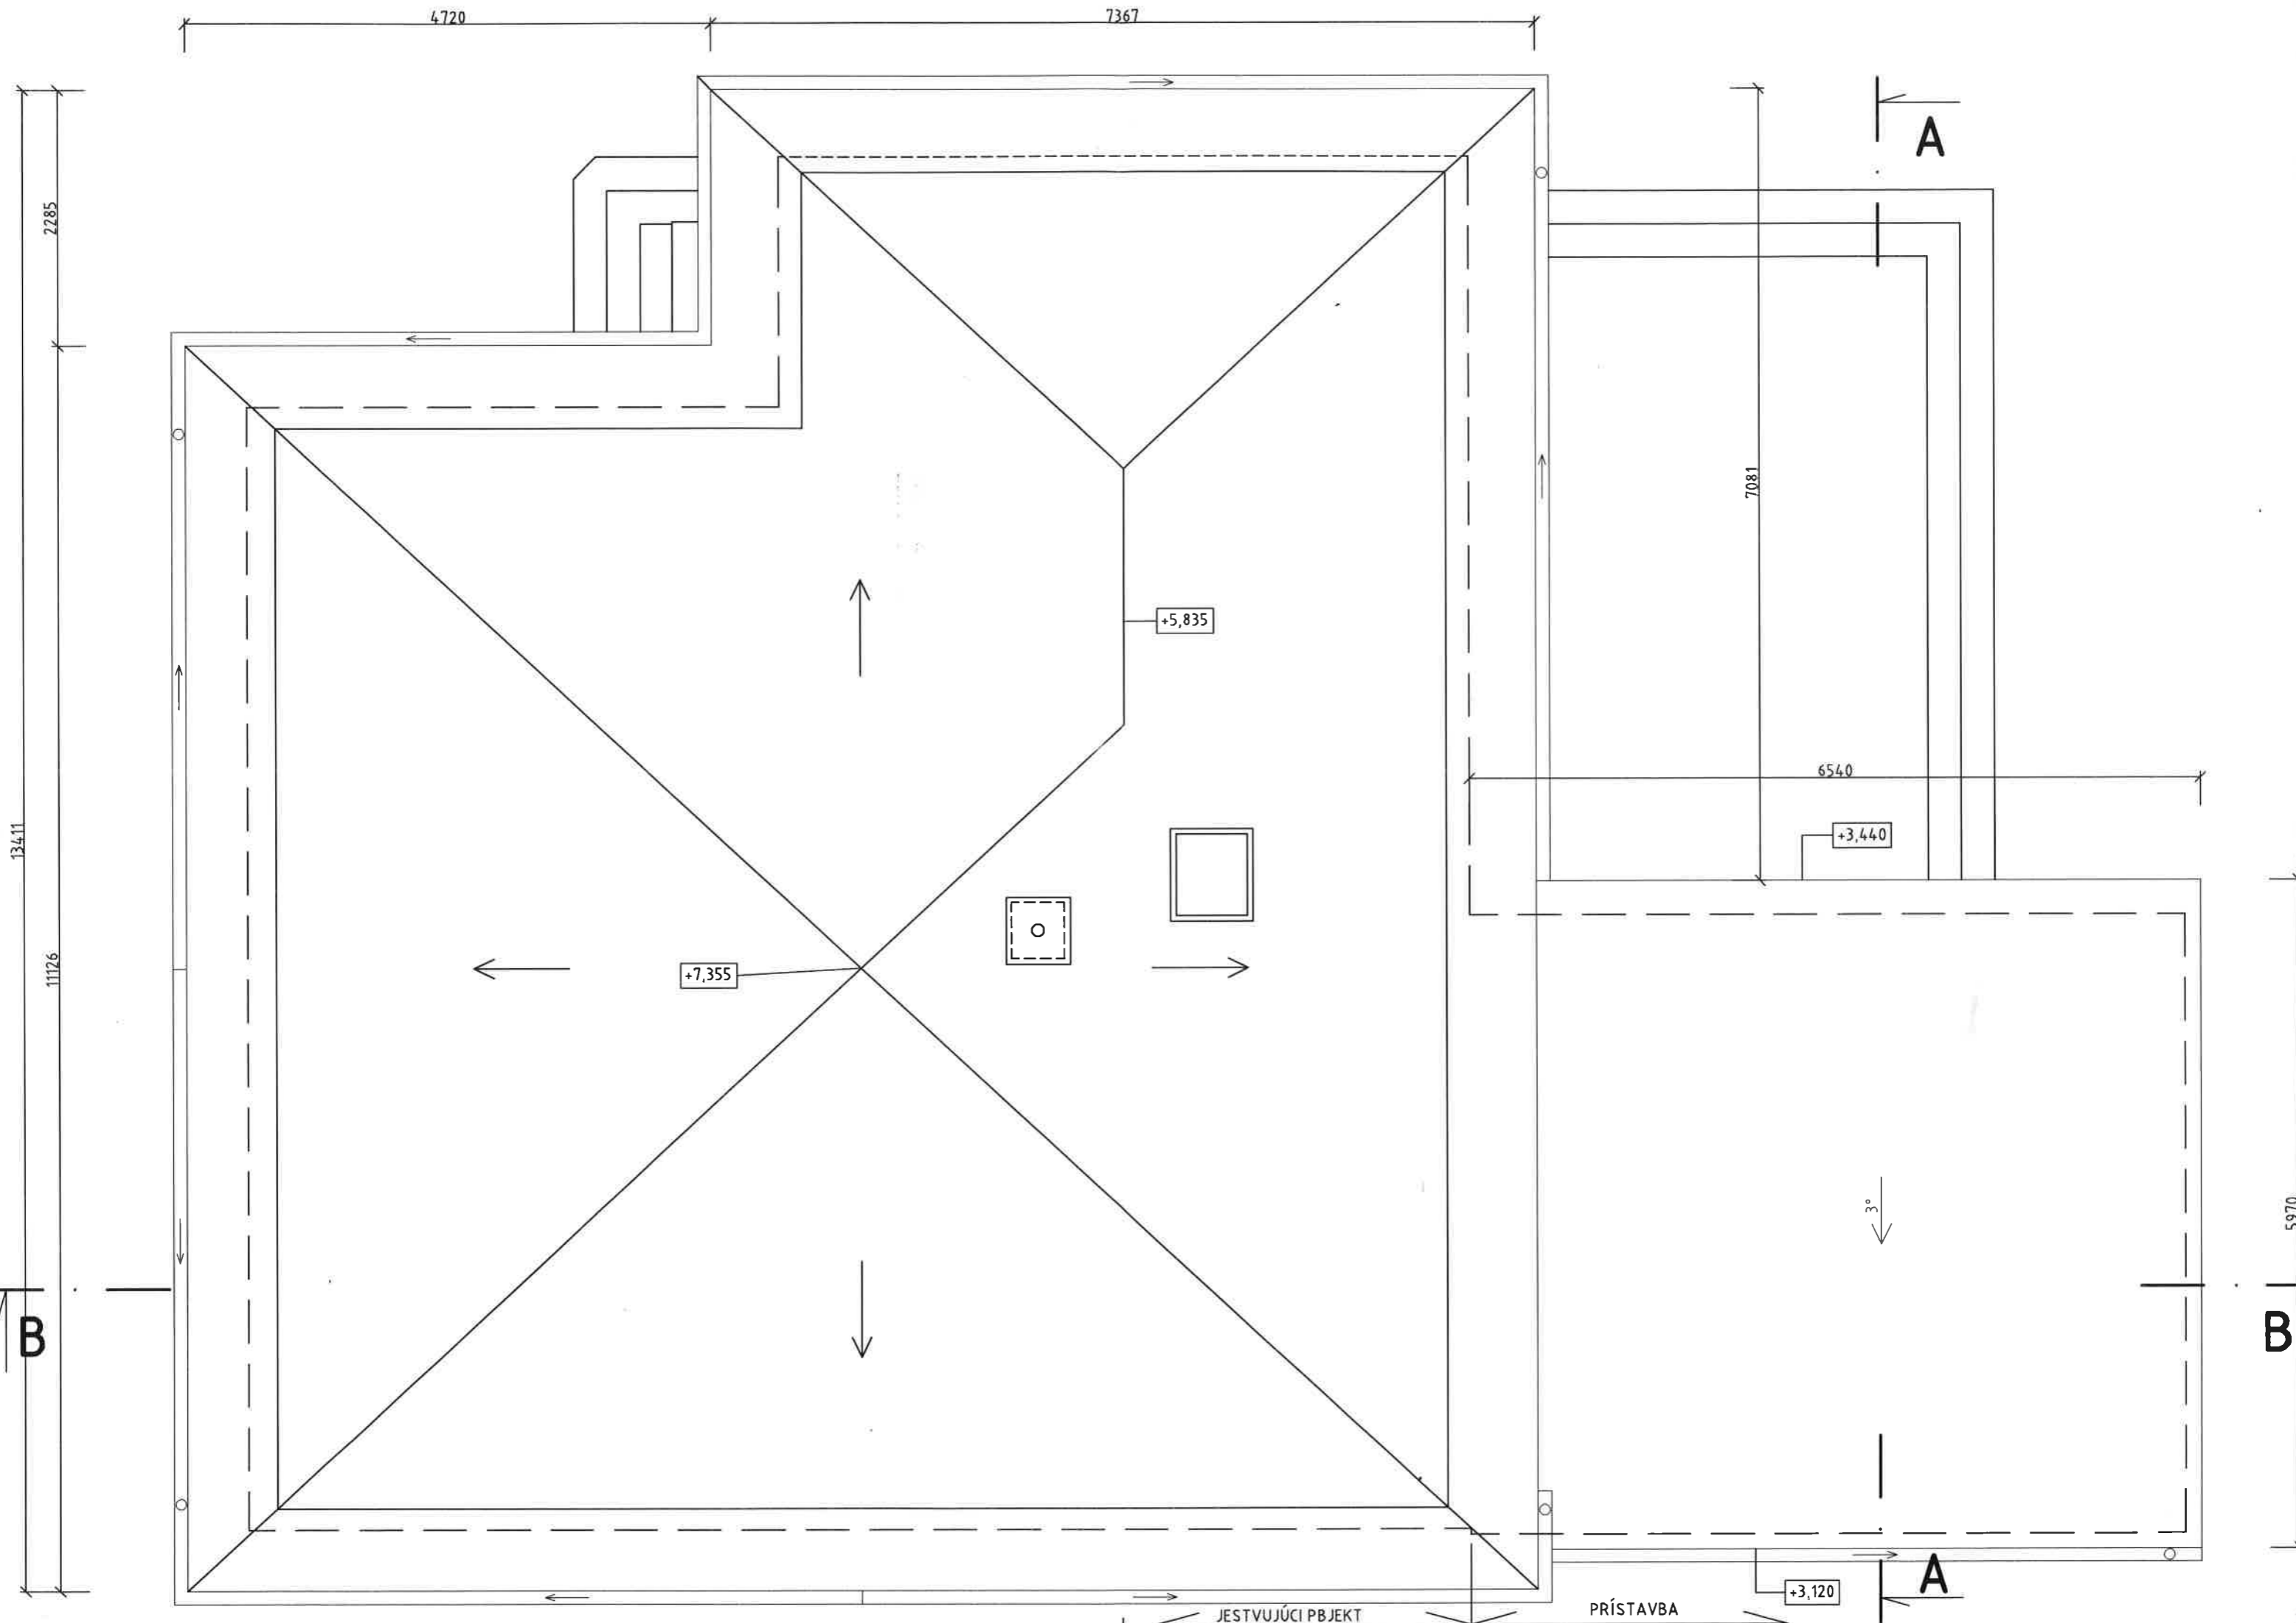 4720
7367
A
2285
7081
+5,835
6540
+3,440
13411
11126
+7,355
3°
5970
B
B
A
+3,120
JESTVUJÚCI PBJEKT
PRÍSTAVBA